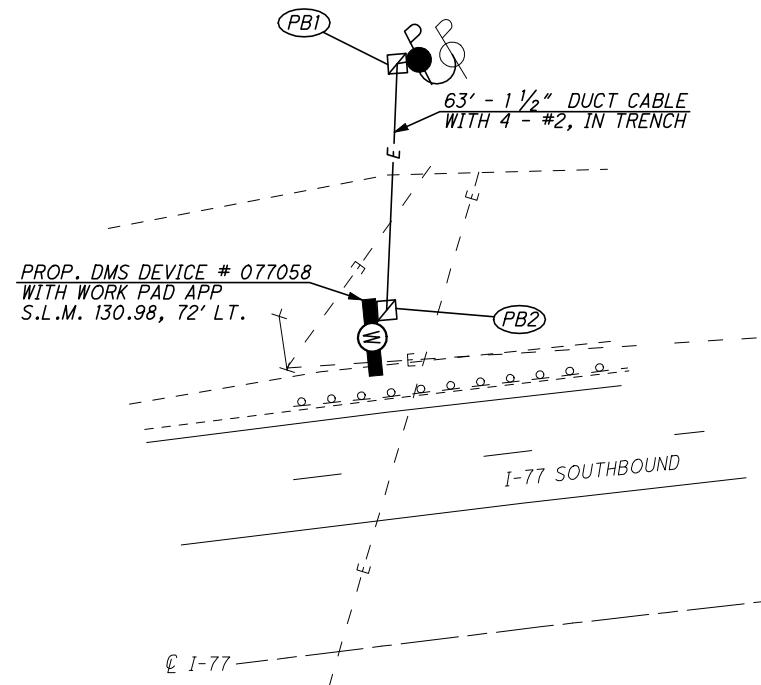 PB1
63' - 1 1/2" DUCT CABLE
WITH 4 - #2, IN TRENCH
E
E
E
PROP. DMS DEVICE # 077058
WITH WORK PAD APP
S.L.M. 130.98, 72' LT.
PB2
W
E
I-77 SOUTHBOUND
E
℄ I-77